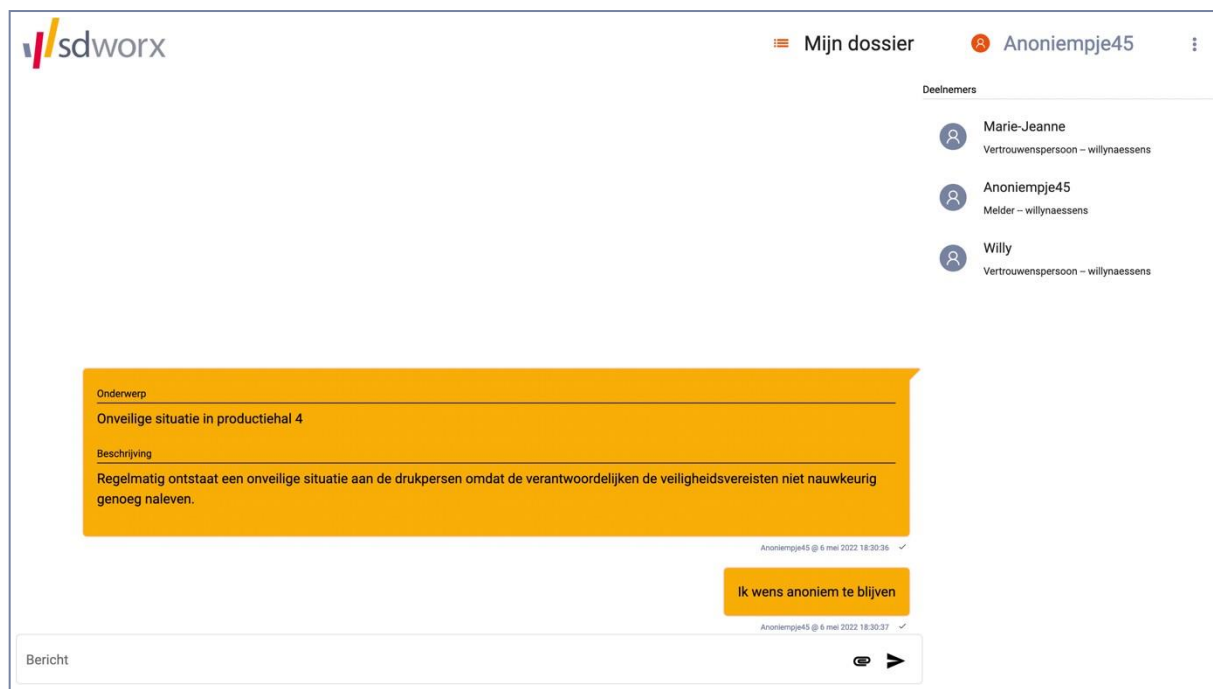 sdworx
Mijn dossier
Anoniempje45
Deelnemers
Marie-Jeanne
Vertrouwenspersoon – willynaessens
Anoniempje45
Melder – willynaessens
Willy
Vertrouwenspersoon – willynaessens
Onderwerp
Onveilige situatie in productiehal 4
Beschrijving
Regelmatig ontstaat een onveilige situatie aan de drukpersen omdat de verantwoordelijken de veiligheidsvereisten niet nauwkeurig
genoeg naleven.
Anoniempje45 @ 6 mei 2022 18:30:36
Ik wens anoniem te blijven
Anoniempje45 @ 6 mei 2022 18:30:37
Bericht